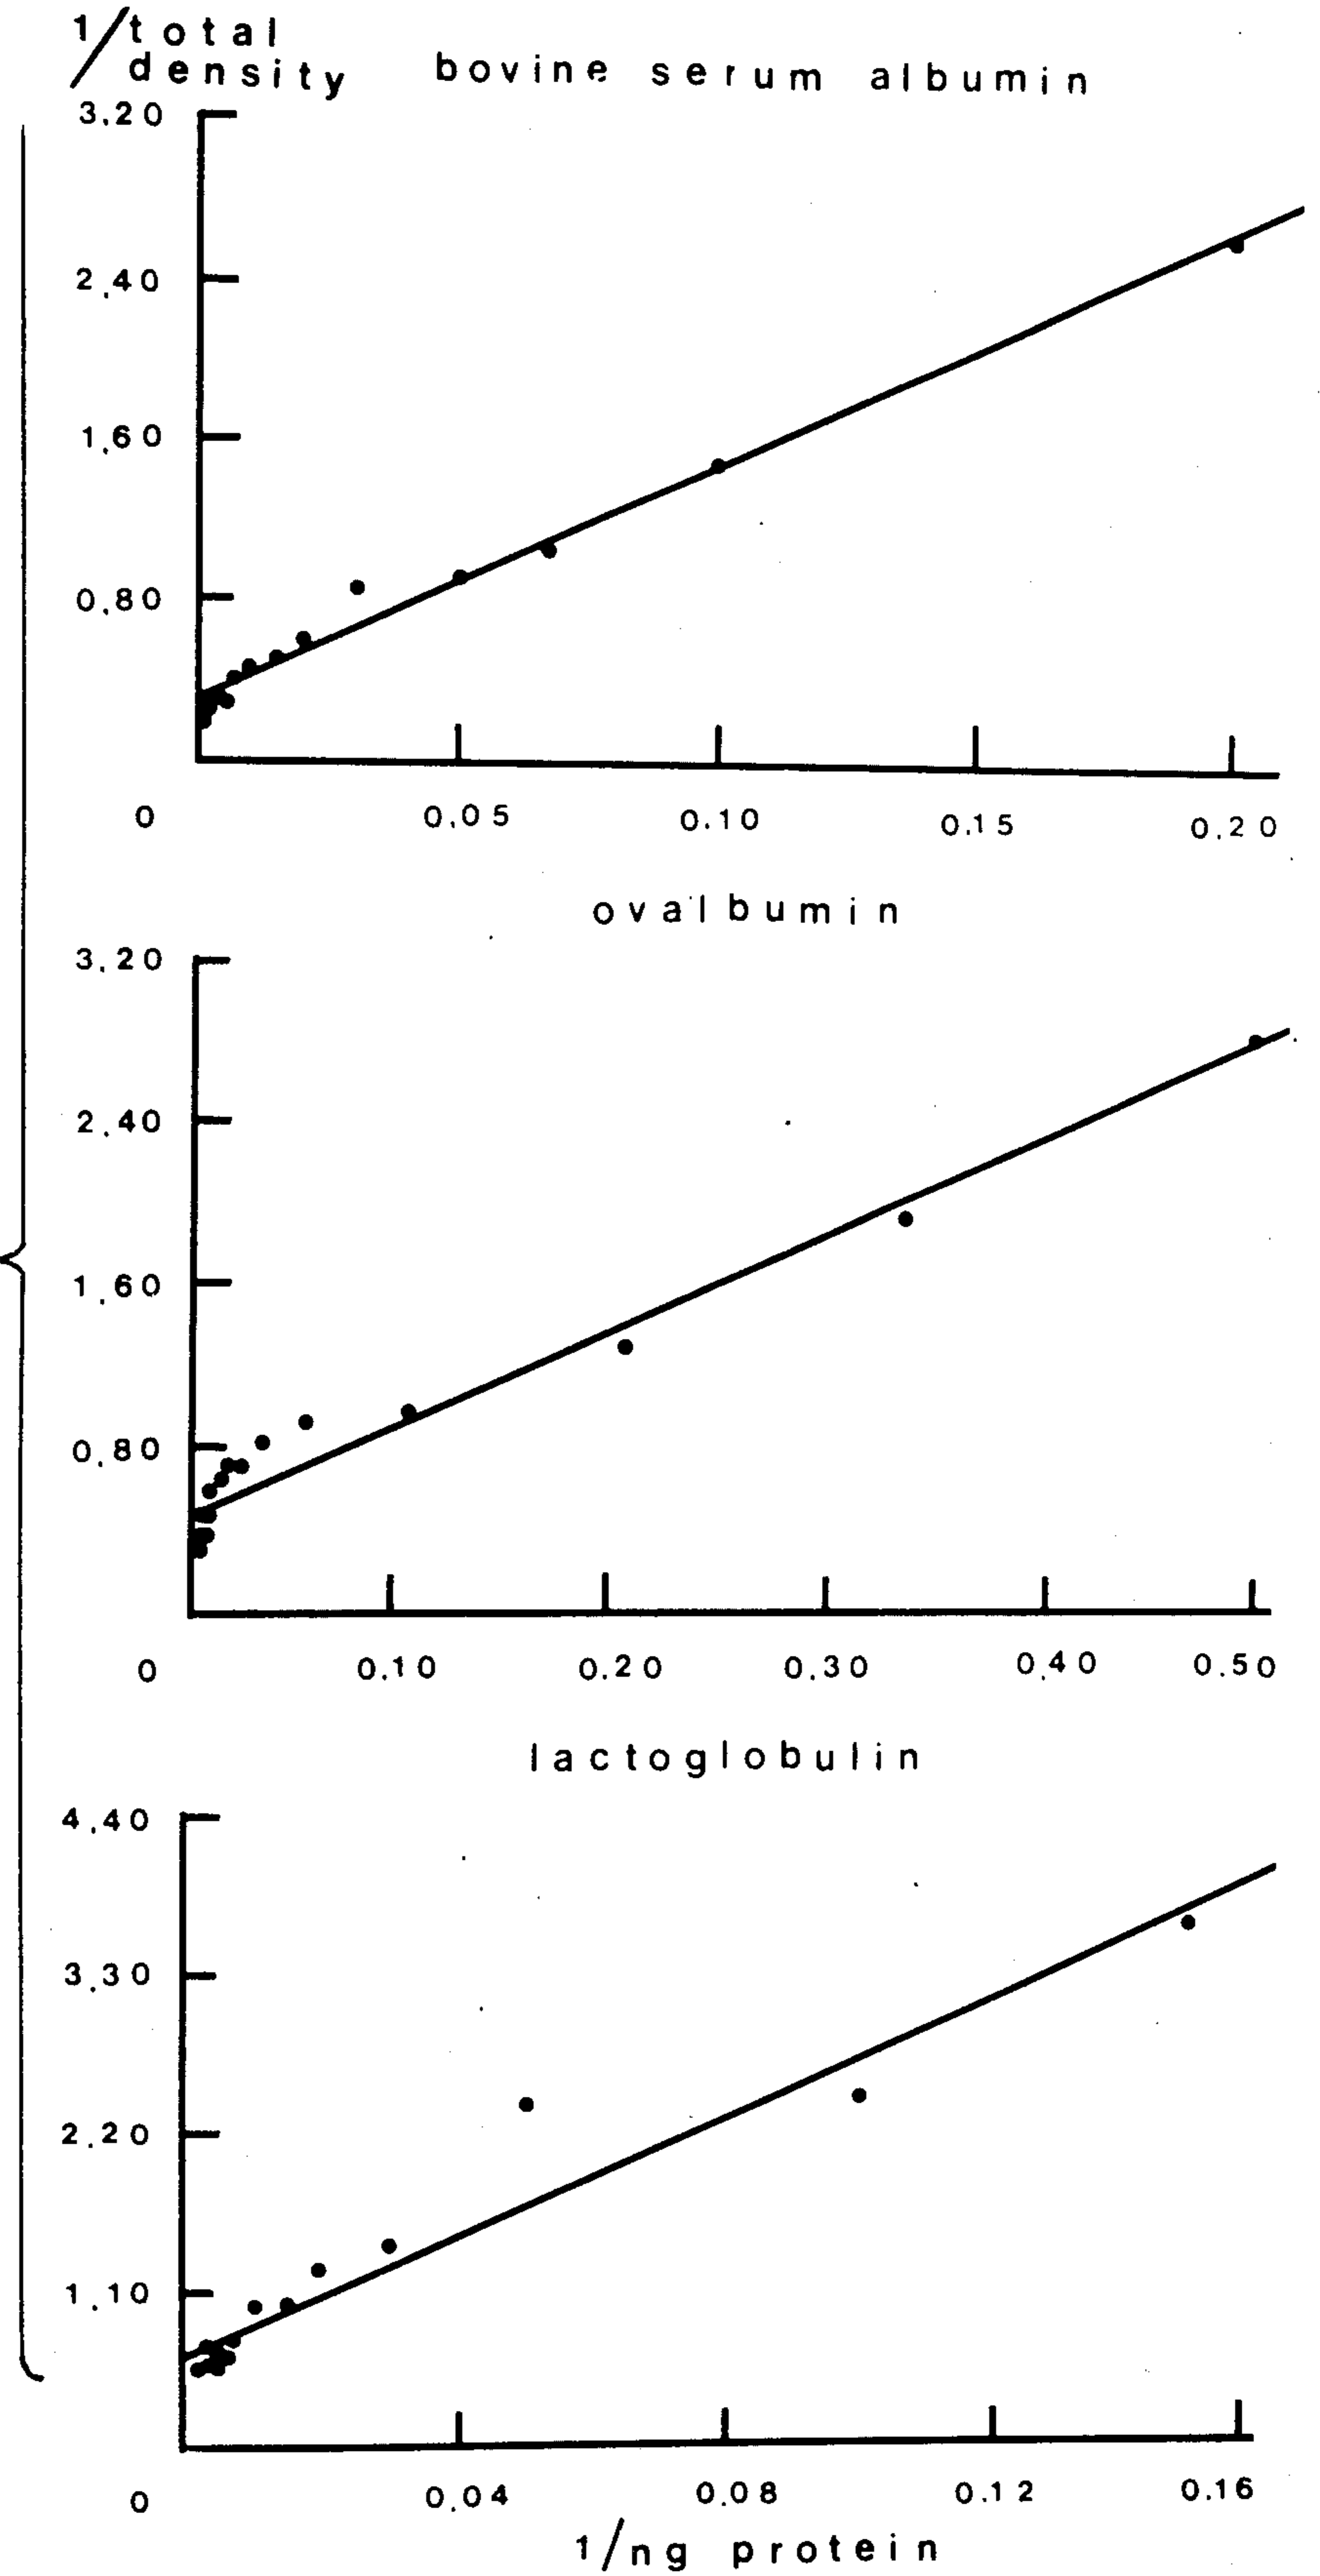 1/total
density
bovine serum albumin
3.20
2.40
1.60
0.80
0 0.05 0.10 0.15 0.20
ovalbumin
3.20
2.40
1.60
0.80
0 0.10 0.20 0.30 0.40 0.50
lactoglobulin
4.40
3.30
2.20
1.10
0 0.04 0.08 0.12 0.16
1/ng protein